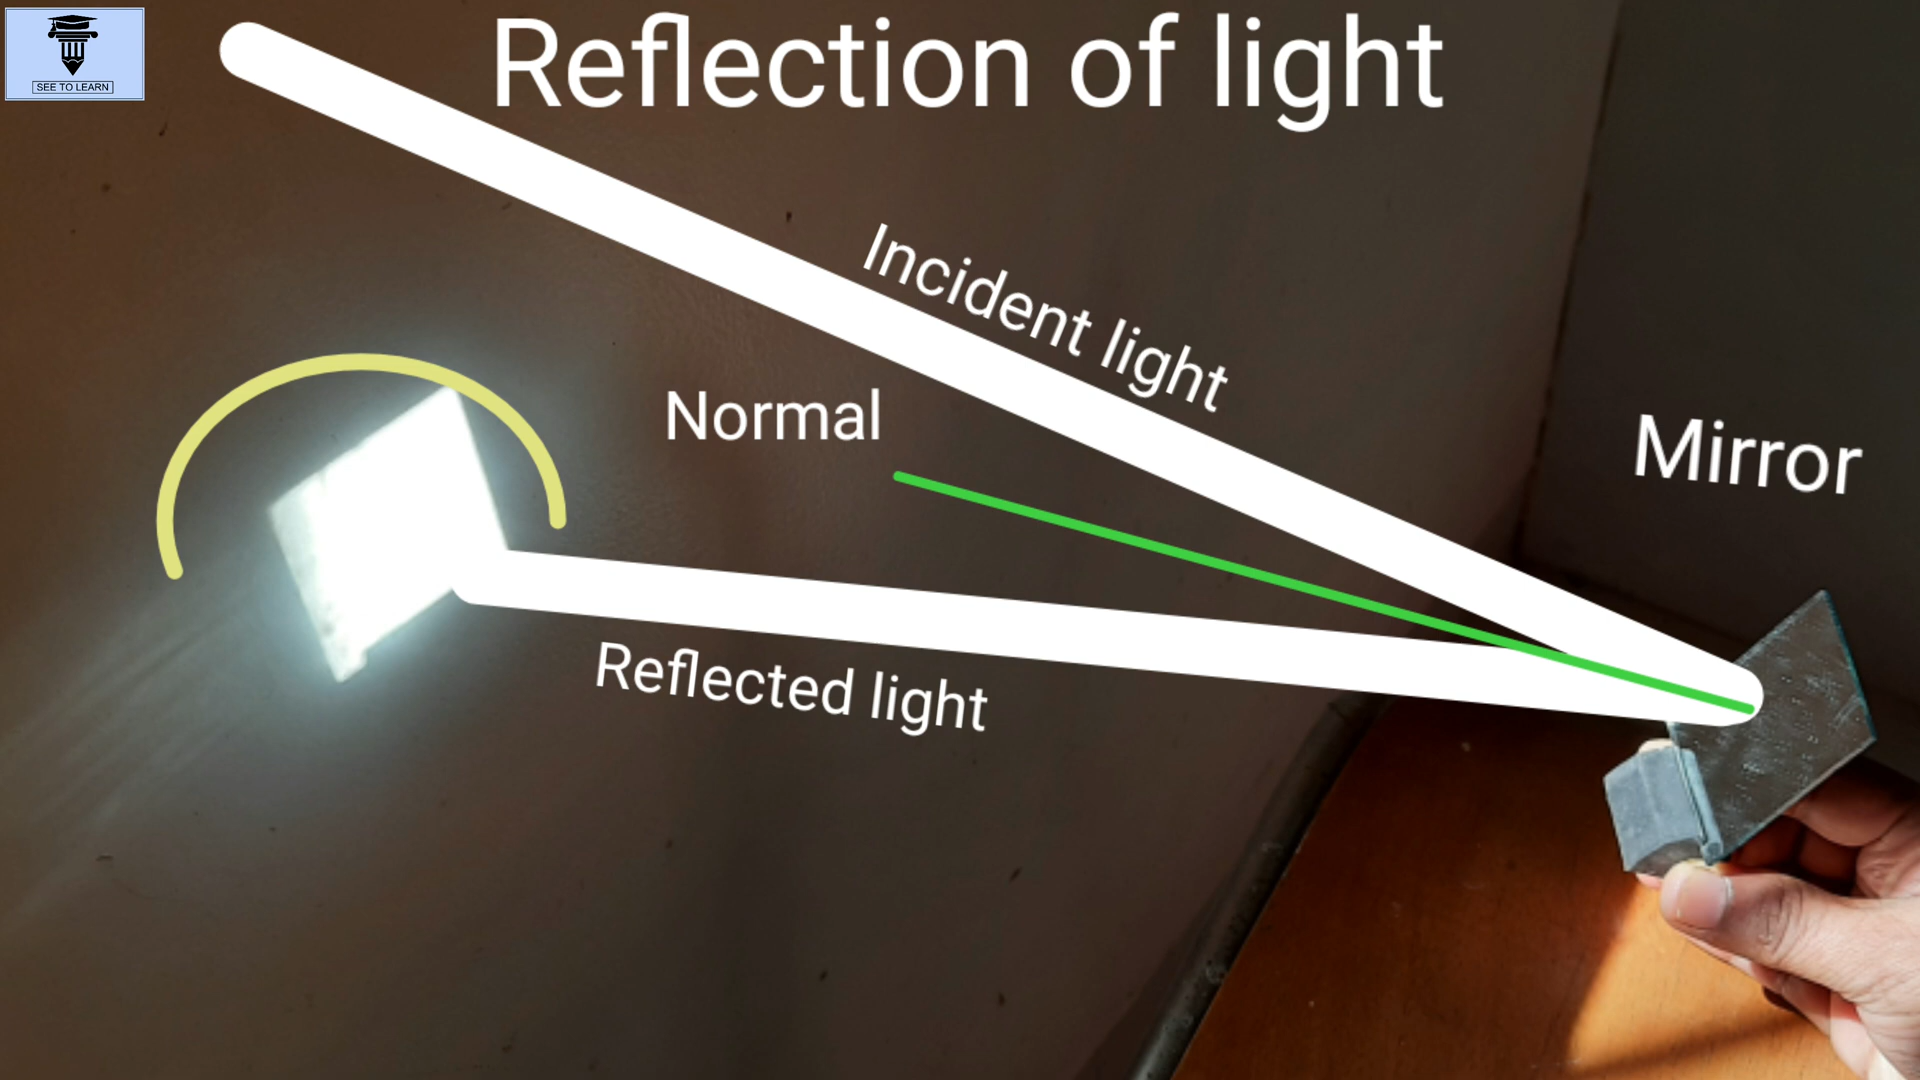 SEE TO LEARN
Reflection of light
Incident light
Normal
Mirror
Reflected light